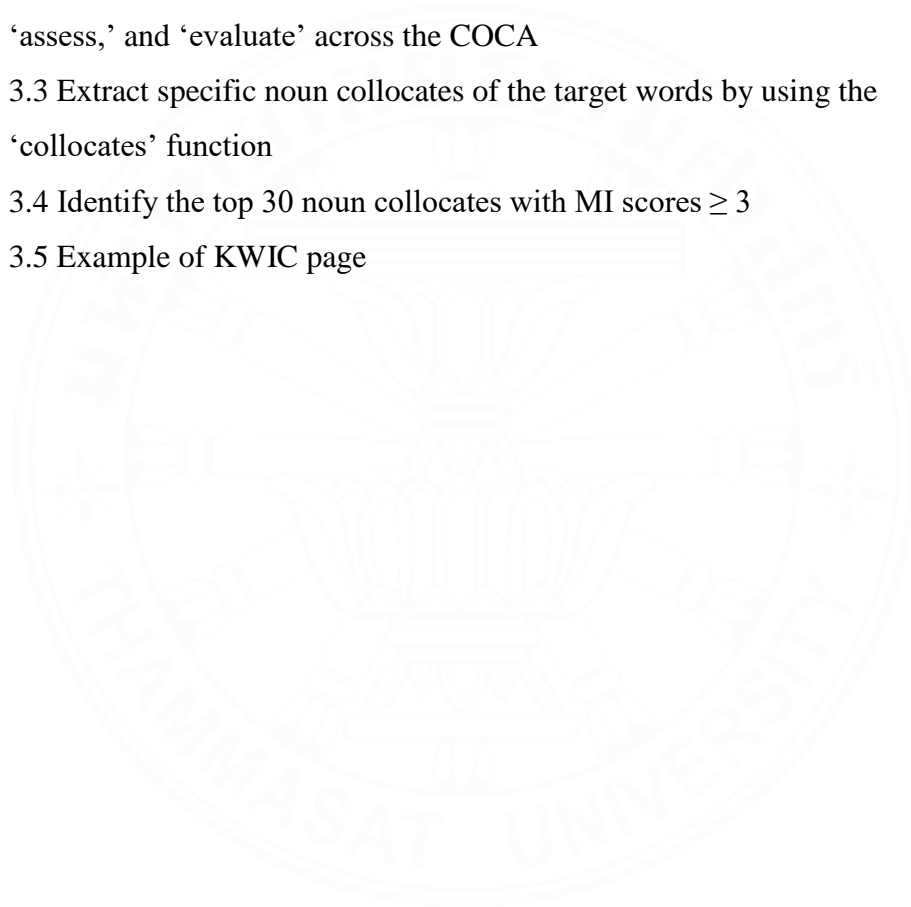 ‘assess,’ and ‘evaluate’ across the COCA
3.3 Extract specific noun collocates of the target words by using the
‘collocates’ function
3.4 Identify the top 30 noun collocates with MI scores ≥ 3
3.5 Example of KWIC page
THAMMASAT UNIVERSITY